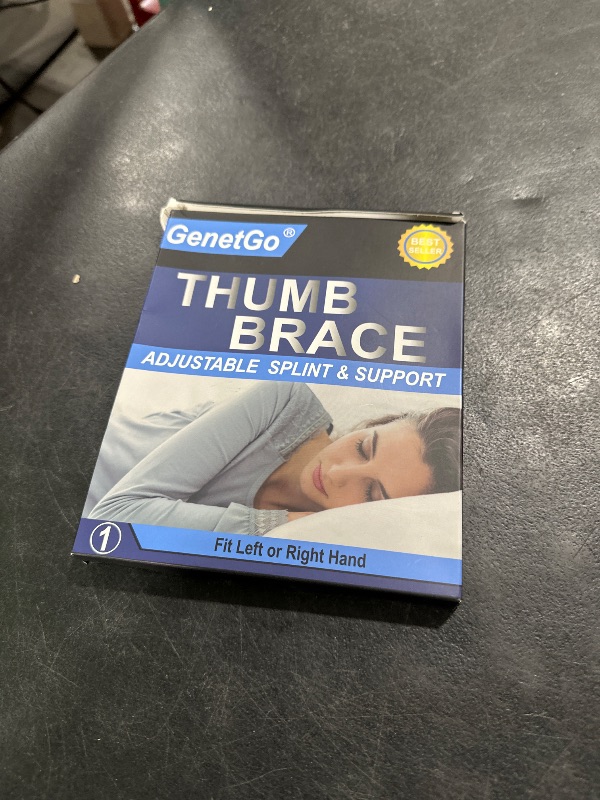 GenetGo®
BEST
SELLER
THUMB
BRACE
ADJUSTABLE SPLINT & SUPPORT
1
Fit Left or Right Hand